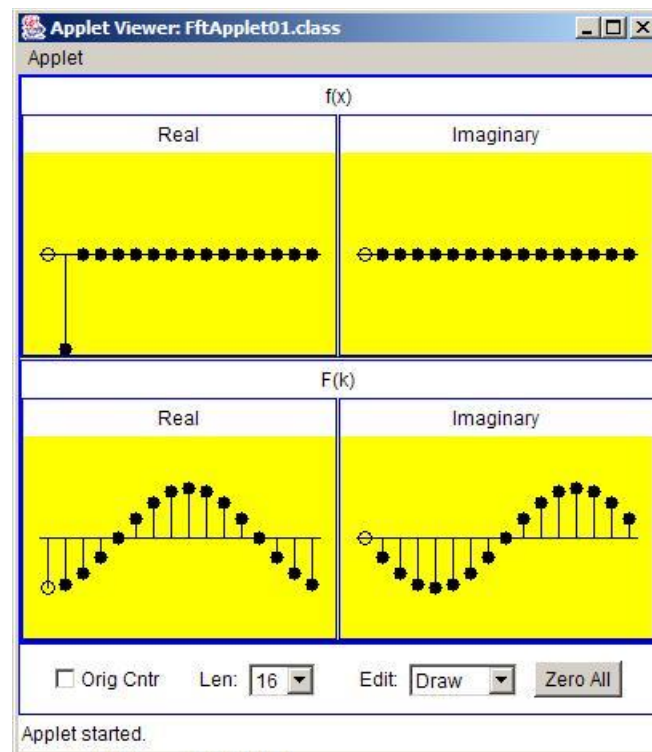 Applet Viewer: FftApplet01.class
Applet
f(x)
Real Imaginary
F(k)
Real Imaginary
Orig Cntr Len: 16 Edit: Draw Zero All
Applet started.